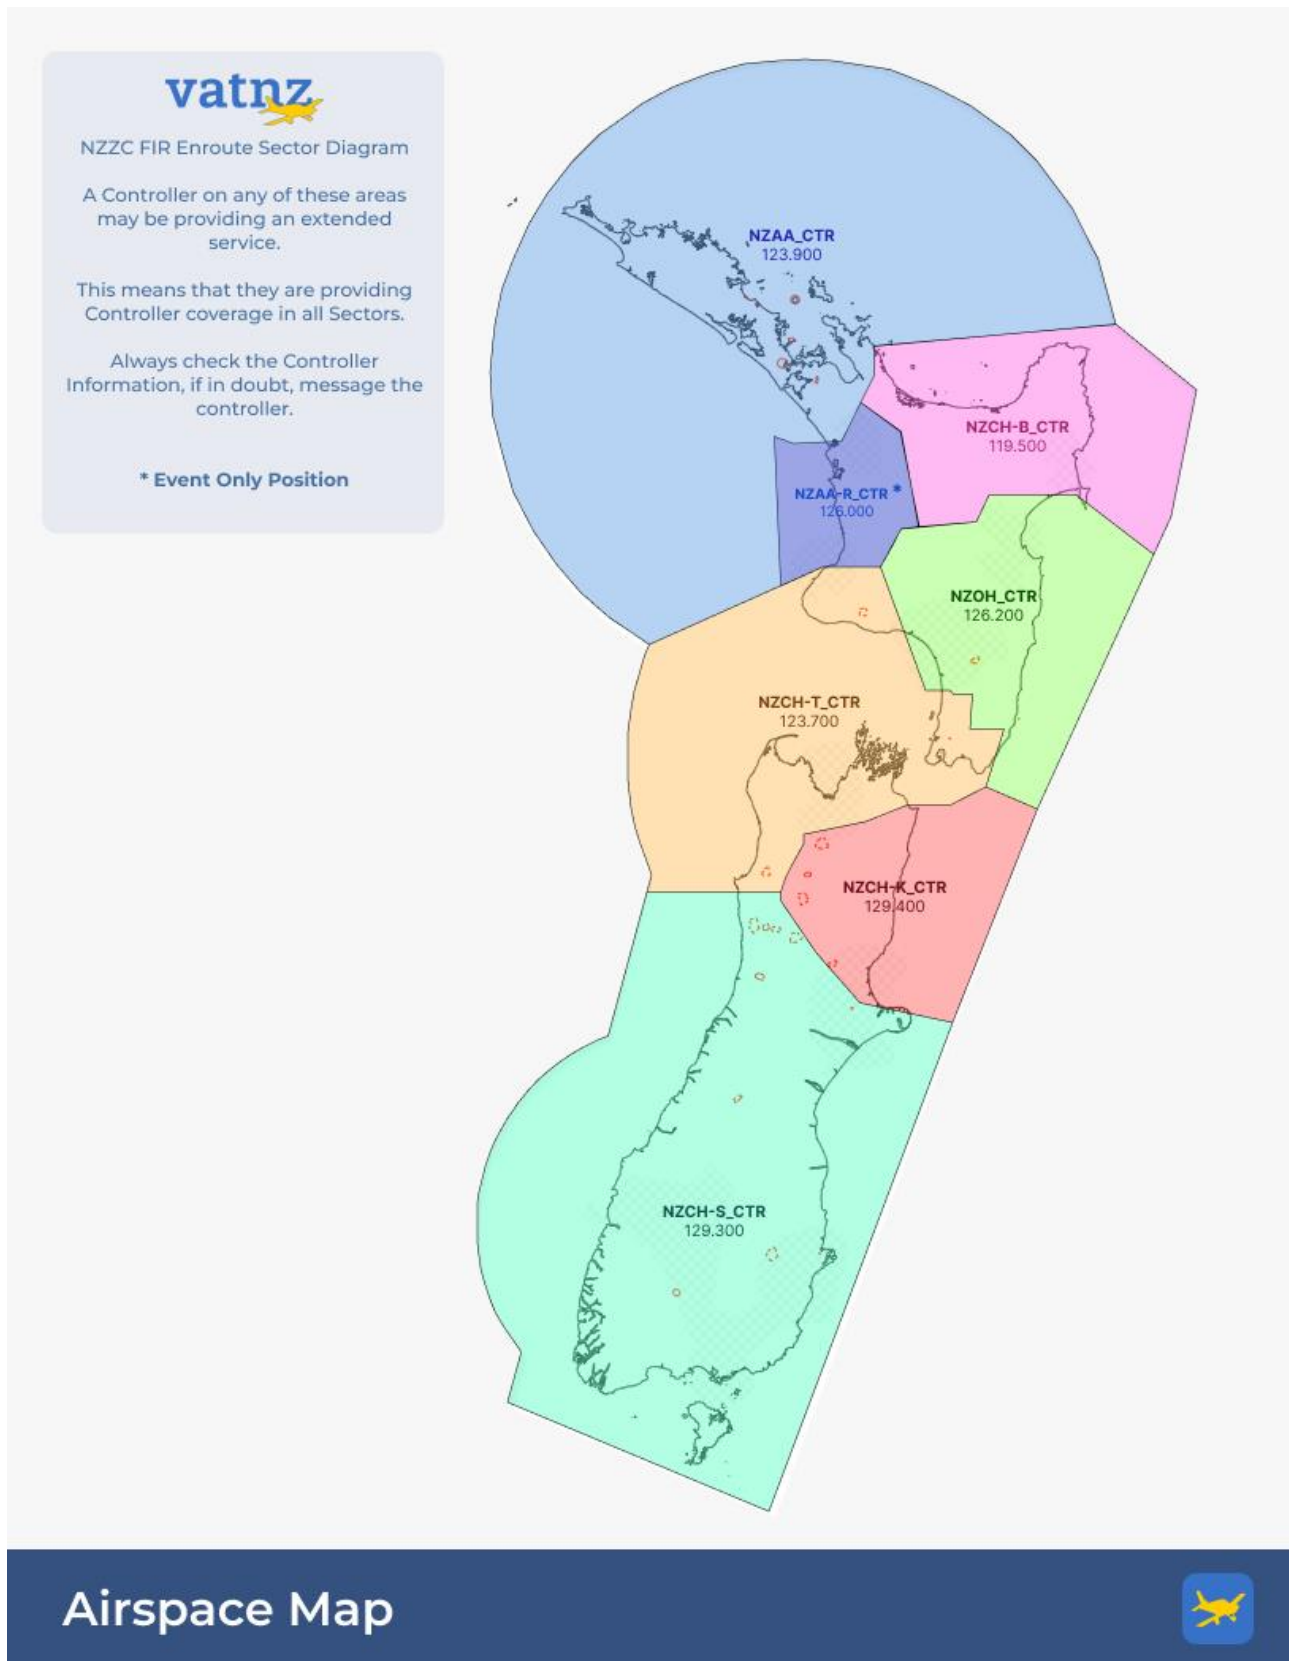 vatnz
NZZC FIR Enroute Sector Diagram
A Controller on any of these areas
may be providing an extended
service.
This means that they are providing
Controller coverage in all Sectors.
Always check the Controller
Information, if in doubt, message the
controller.
* Event Only Position
NZAA_CTR
123.900
NZCH-B_CTR
119.500
NZAA-R_CTR *
126.000
NZOH_CTR
126.200
NZCH-T_CTR
123.700
NZCH-K_CTR
129.400
NZCH-S_CTR
129.300
Airspace Map